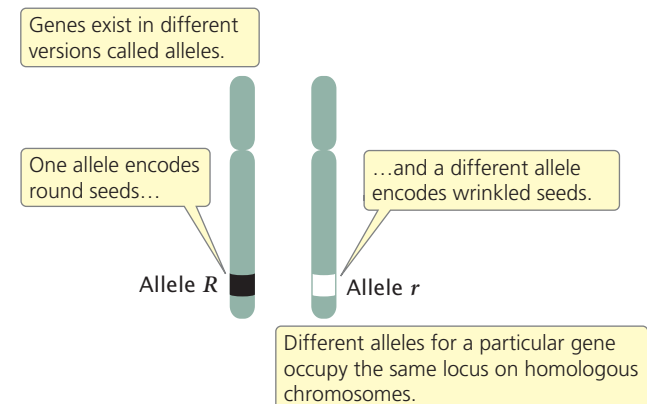 Genes exist in different
versions called alleles.
One allele encodes
round seeds…
…and a different allele
encodes wrinkled seeds.
Allele R
Allele r
Different alleles for a particular gene
occupy the same locus on homologous
chromosomes.